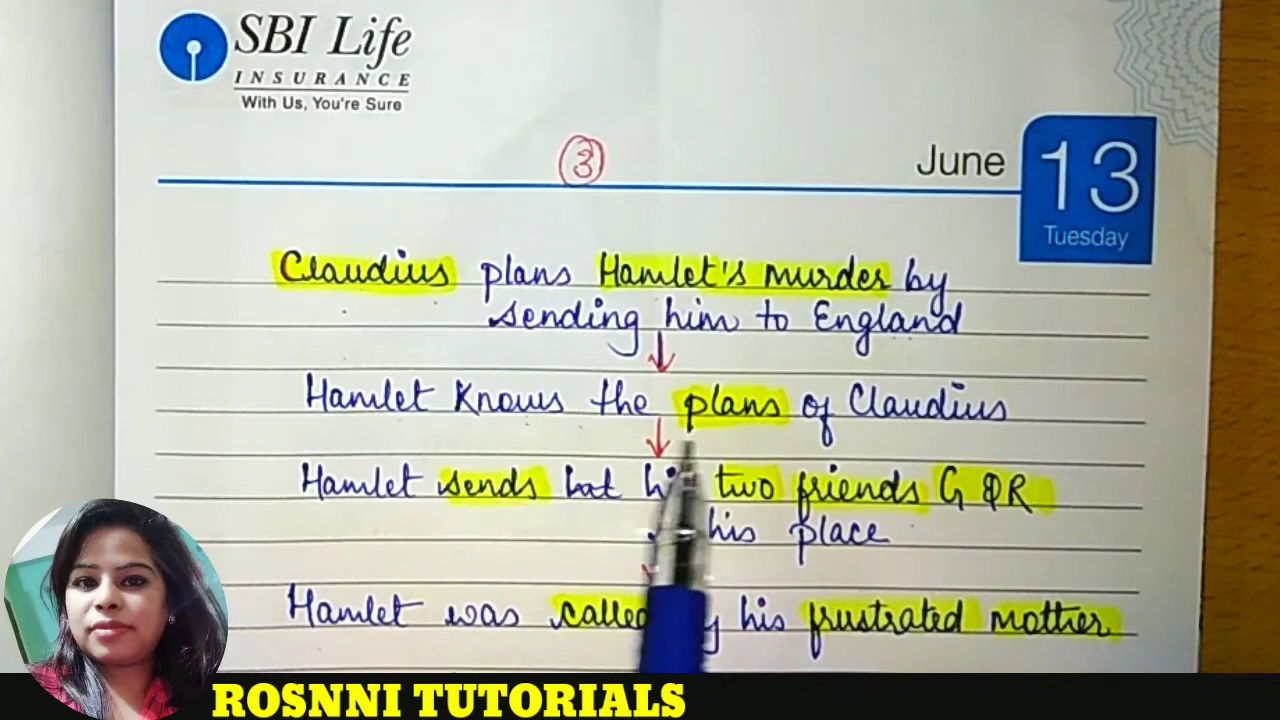 SBI Life
INSURANCE
With Us, You're Sure
3
June 13
Tuesday
Claudius plans Hamlet's murder by
sending him to England
Hamlet Knows the plans of Claudius
Hamlet sends two friends G & R
his place
Hamlet was called his frustrated mother
ROSNNI TUTORIALS